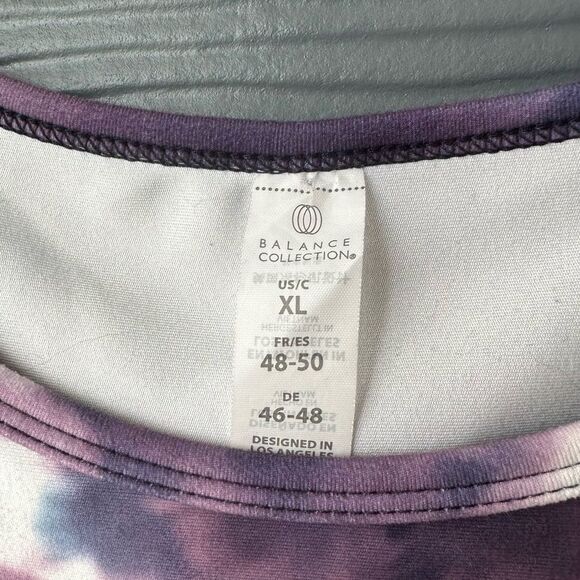 BALANCE
COLLECTION®
US/C
XL
FR/ES
48-50
DE
46-48
DESIGNED IN
LOS ANGELES